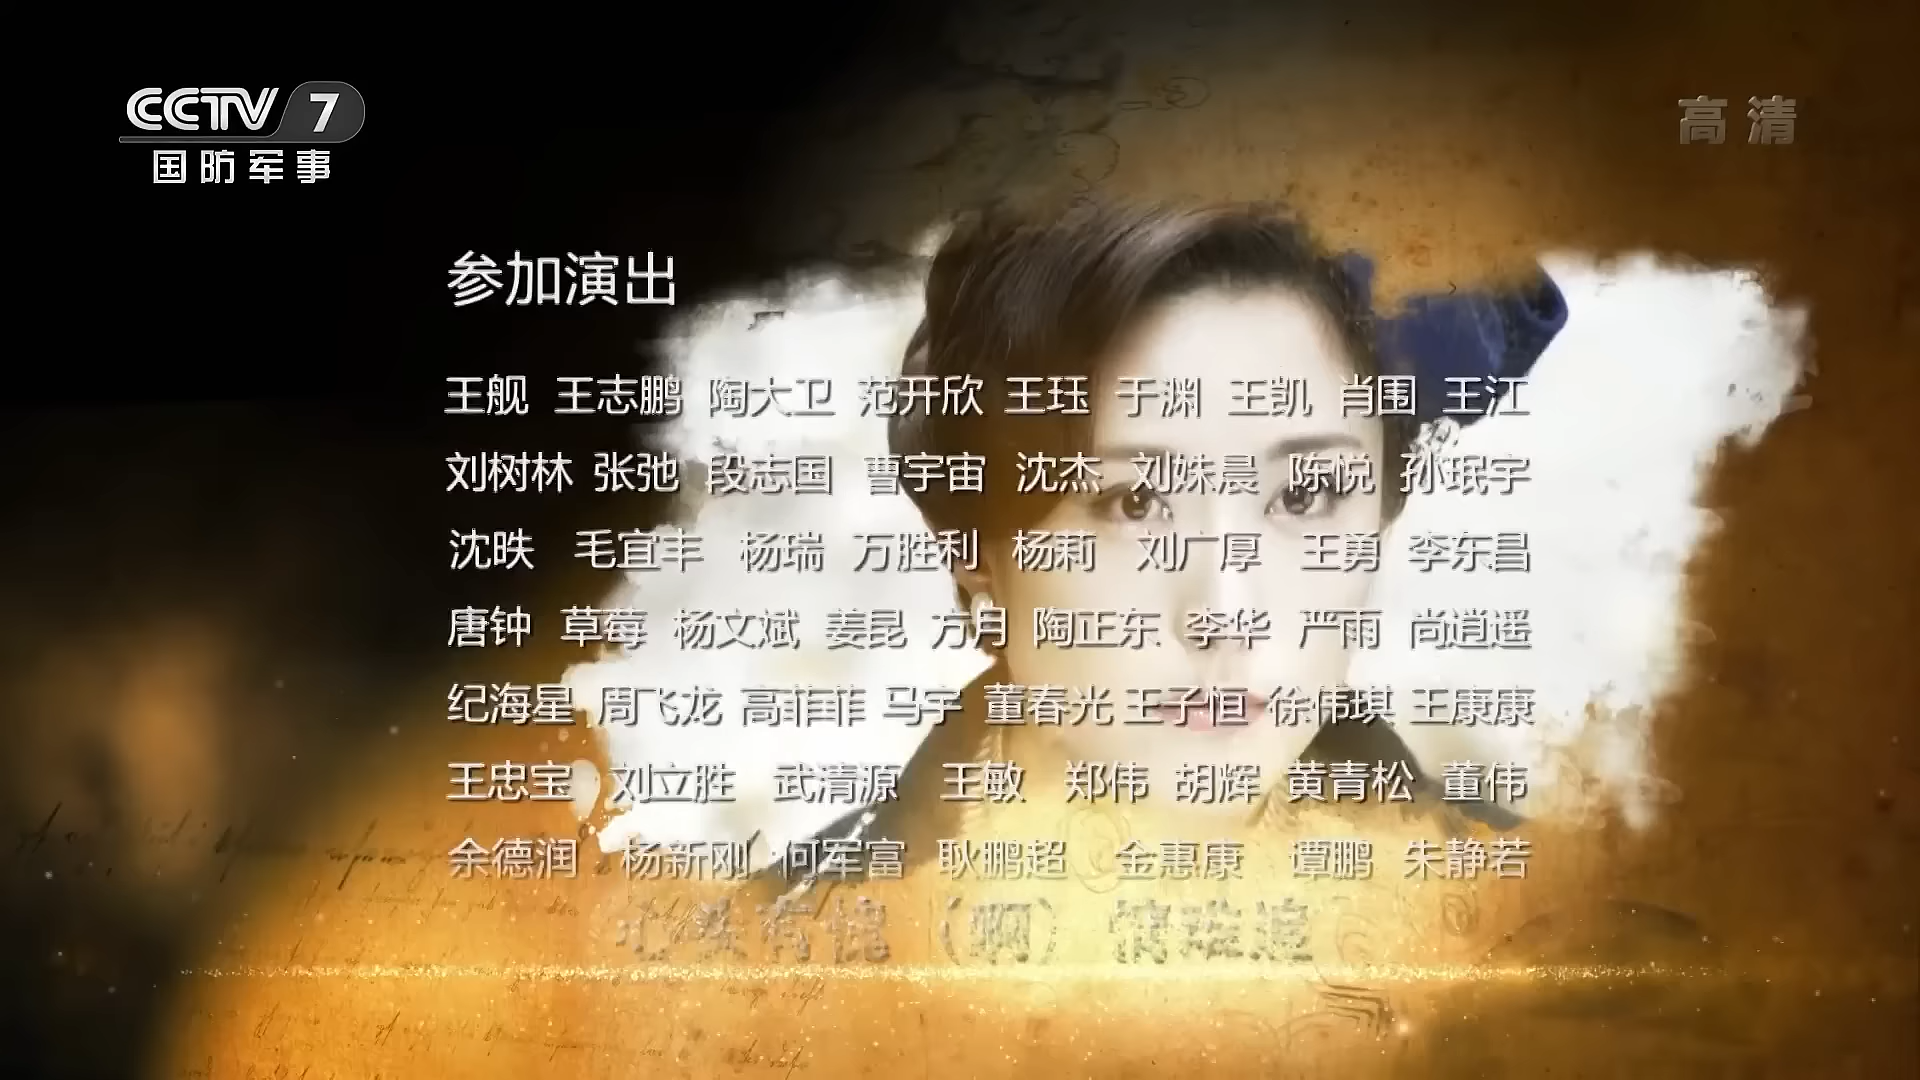 CCTV 7
国防军事
高清
参加演出
王舰 王志鹏 陶大卫 范开欣 王珏 于渊 王凯 肖围 王江
刘树林 张弛 段志国 曹宇宙 沈杰 刘姝晨 陈悦 孙珉宇
沈昳 毛宜丰 杨瑞 万胜利 杨莉 刘广厚 王勇 李东昌
唐钟 草莓 杨文斌 姜昆 方月 陶正东 李华 严雨 尚逍遥
纪海星 周飞龙 高菲菲 马宇 董春光 王子恒 徐伟琪 王康康
王忠宝 刘立胜 武清源 王敏 郑伟 胡辉 黄青松 董伟
余德润 杨新刚 何军富 耿鹏超 金惠康 谭鹏 朱静若
有愧（啊）情难